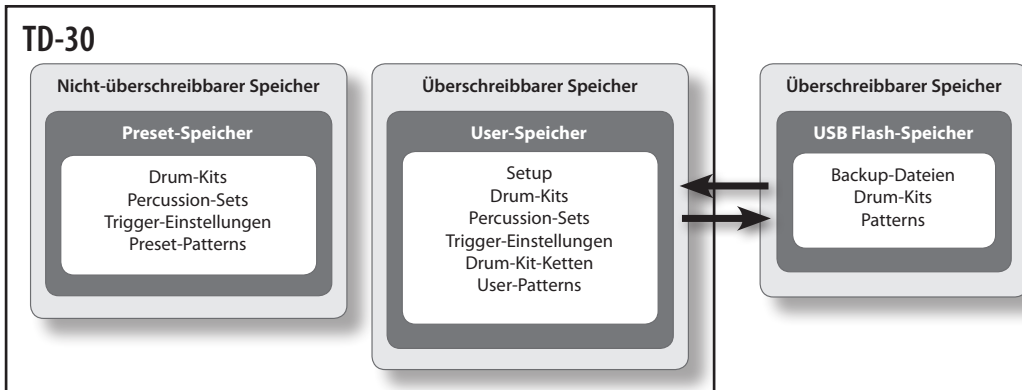 TD-30
Nicht-überschreibbarer Speicher
Preset-Speicher
Drum-Kits
Percussion-Sets
Trigger-Einstellungen
Preset-Patterns
Überschreibbarer Speicher
User-Speicher
Setup
Drum-Kits
Percussion-Sets
Trigger-Einstellungen
Drum-Kit-Ketten
User-Patterns
Überschreibbarer Speicher
USB Flash-Speicher
Backup-Dateien
Drum-Kits
Patterns